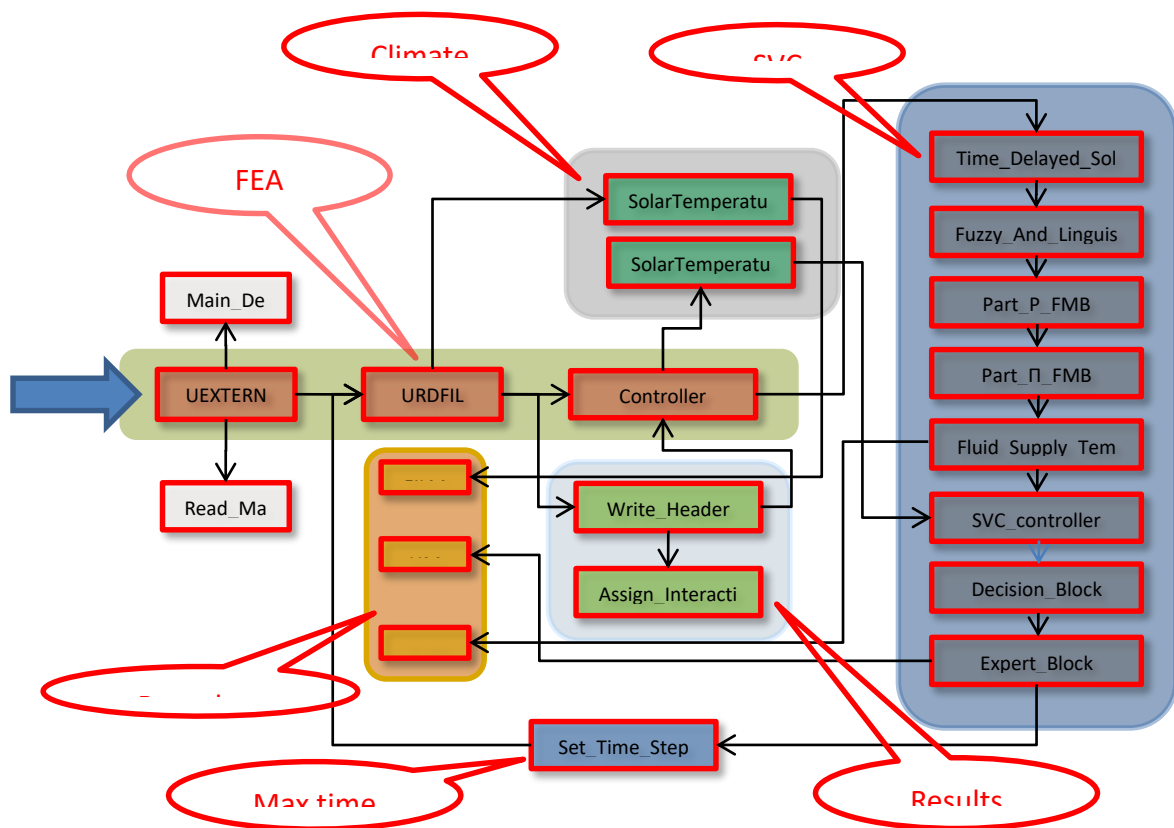 Climate
SVC
FEA
Time_Delayed_Sol
SolarTemperatu
Fuzzy_And_Linguis
SolarTemperatu
Main_De
Part_P_FMB
UEXTERN
URDFIL
Controller
Part_Π_FMB
Fluid_Supply_Tem
Read_Ma
Write_Header
SVC_controller
Assign_Interacti
Decision_Block
Expert_Block
Set_Time_Step
Max time
Results